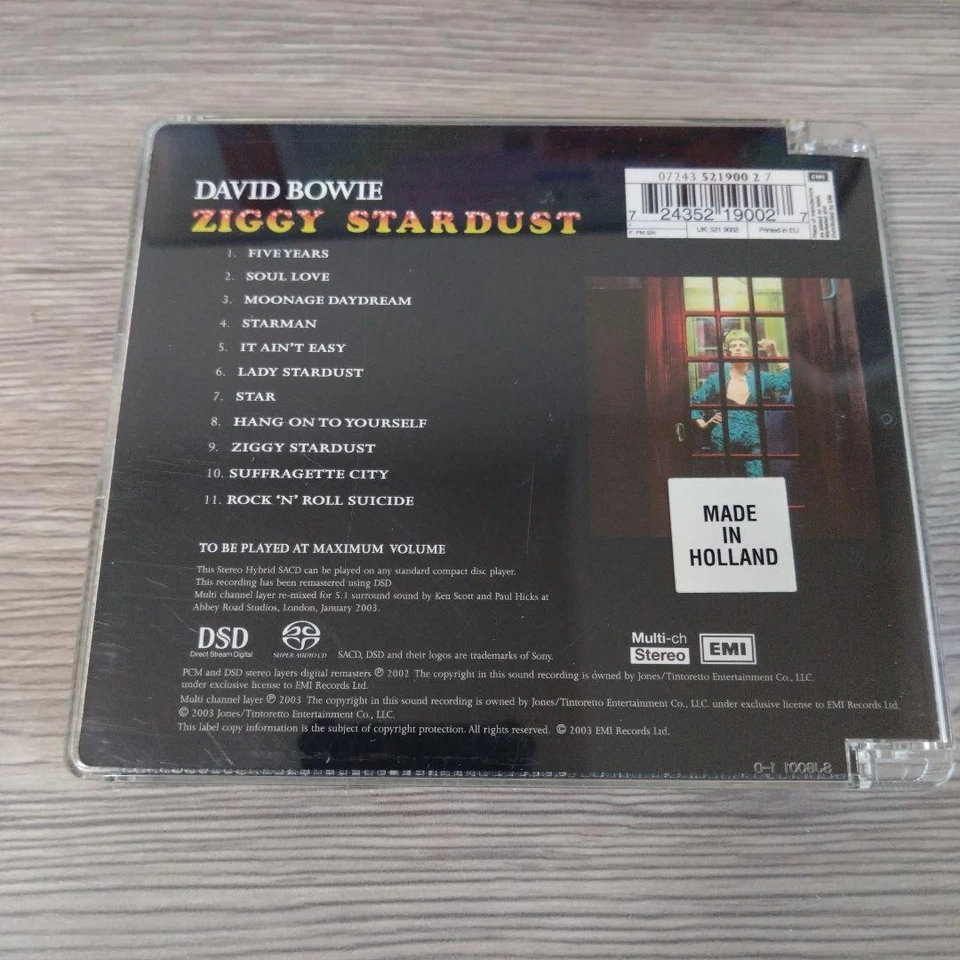 DAVID BOWIE
ZIGGY STARDUST
1. FIVE YEARS
2. SOUL LOVE
3. MOONAGE DAYDREAM
4. STARMAN
5. IT AIN'T EASY
6. LADY STARDUST
7. STAR
8. HANG ON TO YOURSELF
9. ZIGGY STARDUST
10. SUFFRAGETTE CITY
11. ROCK 'N' ROLL SUICIDE
TO BE PLAYED AT MAXIMUM VOLUME
This Stereo Hybrid SACD can be played on any standard compact disc player.
This recording has been remastered using DSD
Multi channel layer re-mixed for 5.1 surround sound by Ken Scott and Paul Hicks at
Abbey Road Studios, London, January 2003.
DSD
Direct Stream Digital
SUPER AUDIO CD
SACD, DSD and their logos are trademarks of Sony.
PCM and DSD stereo layers digital remasters ℗ 2002 The copyright in this sound recording is owned by Jones/Tintoretto Entertainment Co., LLC.
under exclusive license to EMI Records Ltd.
Multi channel layer ℗ 2003 The copyright in this sound recording is owned by Jones/Tintoretto Entertainment Co., LLC. under exclusive license to EMI Records Ltd.
© 2003 Jones/Tintoretto Entertainment Co., LLC.
This label copy information is the subject of copyright protection. All rights reserved. © 2003 EMI Records Ltd.
07243 521900 2 7
7 24352 19002 7
F: PM 520
UK: 521 9002
Printed in EU
EMI
MADE
IN
HOLLAND
Multi-ch
Stereo
EMI